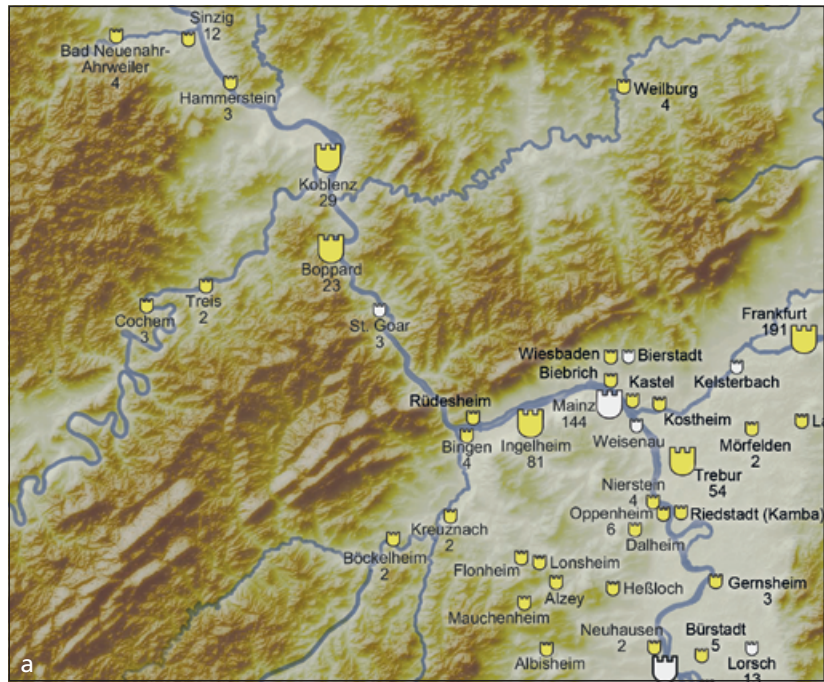 Sinzig
12
Bad Neuenahr-
Ahrweiler
4
Hammerstein
3
Weilburg
4
Koblenz
29
Boppard
23
Treis
2
Cochem
3
St. Goar
3
Frankfurt
191
Wiesbaden
Bierstadt
Biebrich
Kastel
Kelsterbach
Rüdesheim
Mainz
144
Kostheim
Weisenau
La
Bingen
4
Ingelheim
81
Mörfelden
2
Trebur
54
Nierstein
4
Oppenheim
6
Riedstadt (Kamba)
Kreuznach
2
Dalheim
Böckelheim
2
Flonheim
Lonsheim
Alzey
Heßloch
Gernsheim
3
Mauchenheim
Neuhausen
2
Bürstadt
5
Albisheim
Lorsch
13
a